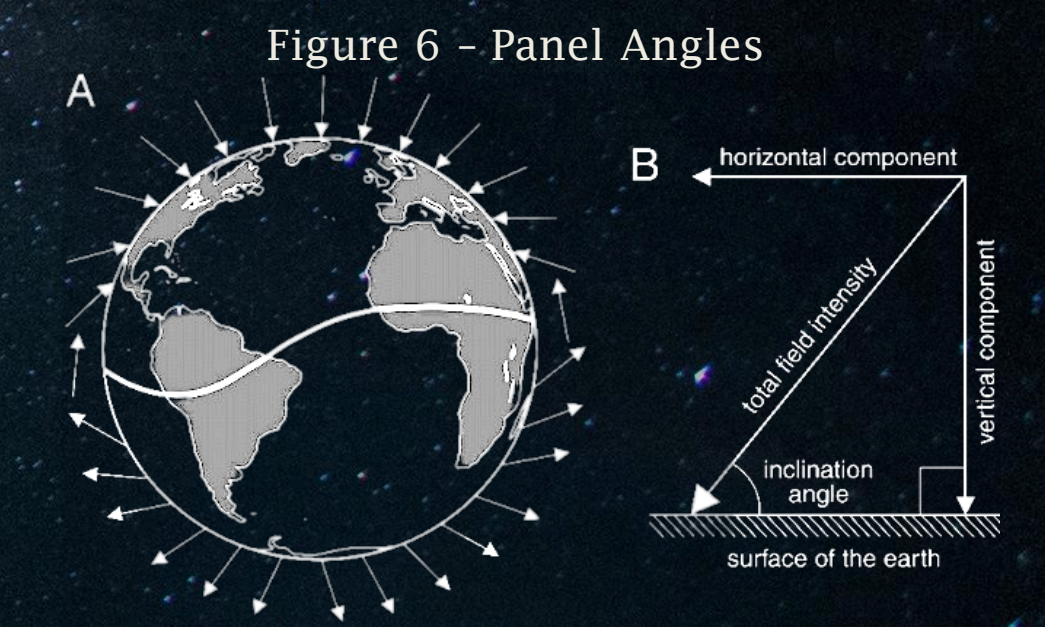 Figure 6 – Panel Angles
A
B
horizontal component
total field intensity
vertical component
inclination
angle
surface of the earth